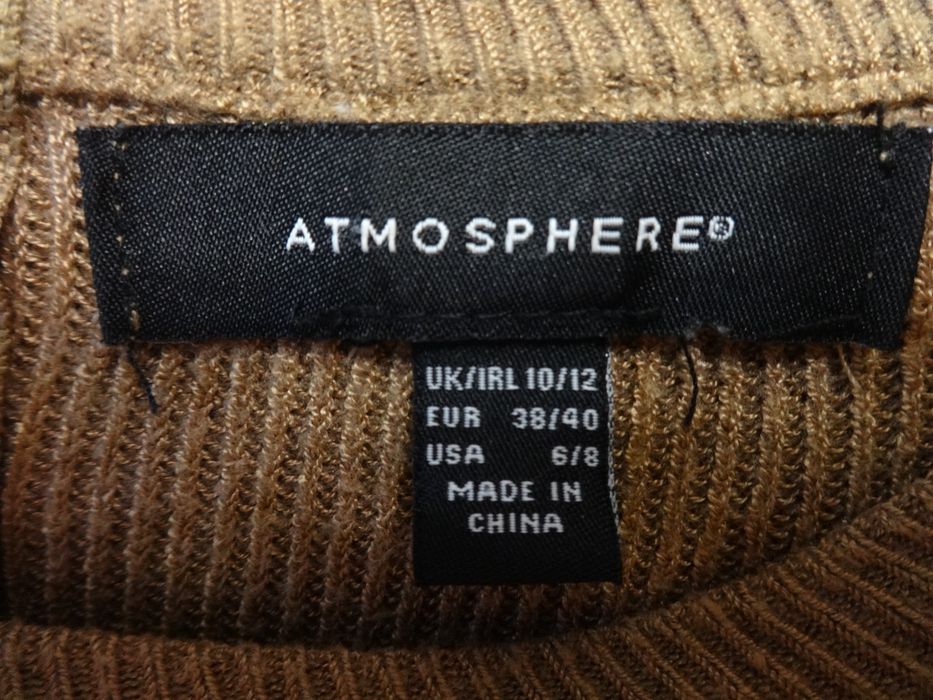 ATMOSPHERE®
UK/IRL 10/12
EUR 38/40
USA 6/8
MADE IN
CHINA